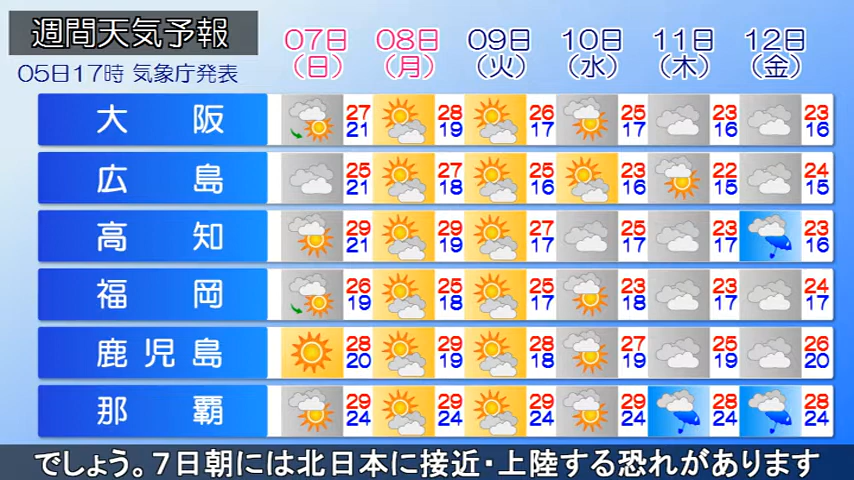 週間天気予報
05日17時 気象庁発表
07日 08日 09日 10日 11日 12日
(日) (月) (火) (水) (木) (金)
大阪 27 21 28 19 26 17 25 17 23 16 23 16
広島 25 21 27 18 25 16 23 16 22 15 24 15
高知 29 21 29 19 27 17 25 17 23 17 23 16
福岡 26 19 25 18 25 17 23 18 23 17 24 17
鹿児島 28 20 29 19 28 18 27 19 25 19 26 20
那覇 29 24 29 24 29 24 29 24 28 24 28 24
でしょう。7日朝には北日本に接近・上陸する恐れがあります